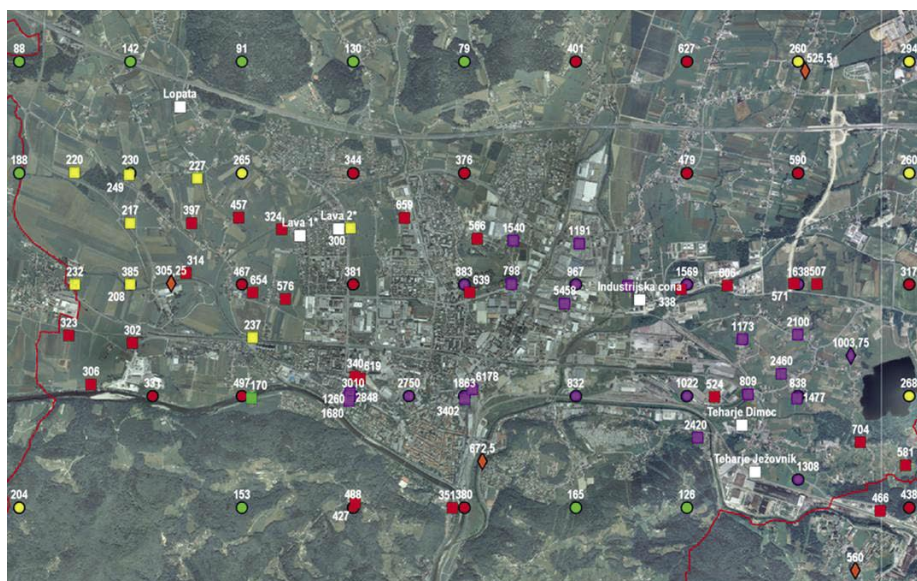 88 142 91 130 79 401 627 260 294
525,5
Lopata
188 220 230 227 265 344 376 479 590 260
249
217 397 457 324 Lava 1* Lava 2* 659 566 1540 1191
300
314
232 385 305,25 467 654 576 381 883 639 798 967 1569 606 1638 507 317
208 5458 Industrijska cona 338 571
323 302 237 1173 2100 1003,75
306 331 497 170 340 619 3010 2750 1863 6178 832 1022 524 809 2460 838 268
1260 2848 3402 1477
1680 Teharje Dimec
2420 704
672,5 581
Teharje Ježovnik
1308
204 153 488 351 380 165 126 466 438
427
560